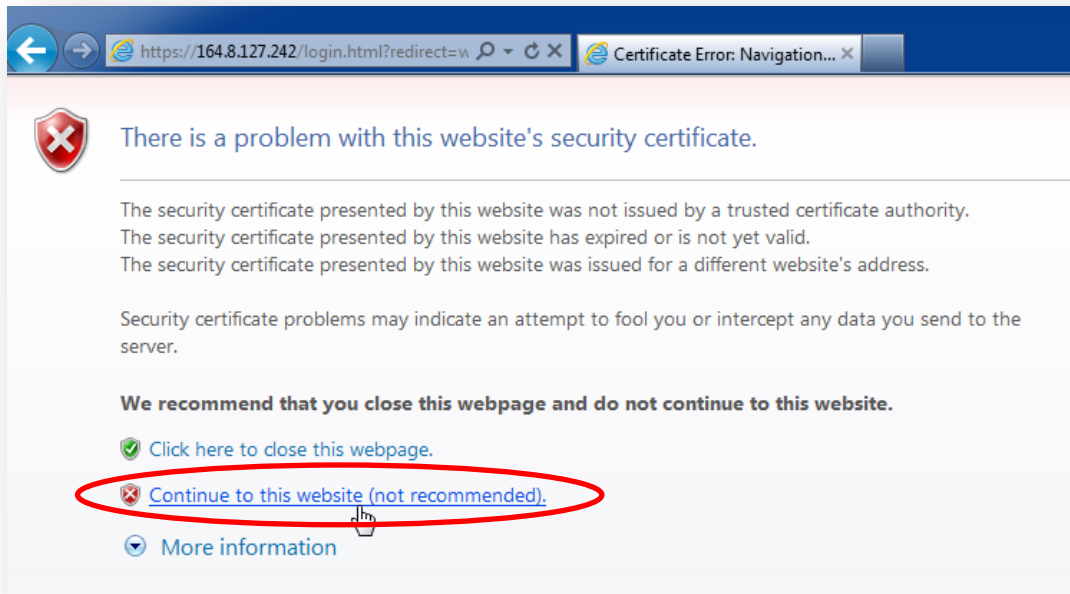 https://164.8.127.242/login.html?redirect=w
Certificate Error: Navigation...
There is a problem with this website's security certificate.
The security certificate presented by this website was not issued by a trusted certificate authority.
The security certificate presented by this website has expired or is not yet valid.
The security certificate presented by this website was issued for a different website's address.
Security certificate problems may indicate an attempt to fool you or intercept any data you send to the
server.
We recommend that you close this webpage and do not continue to this website.
Click here to close this webpage.
Continue to this website (not recommended).
More information